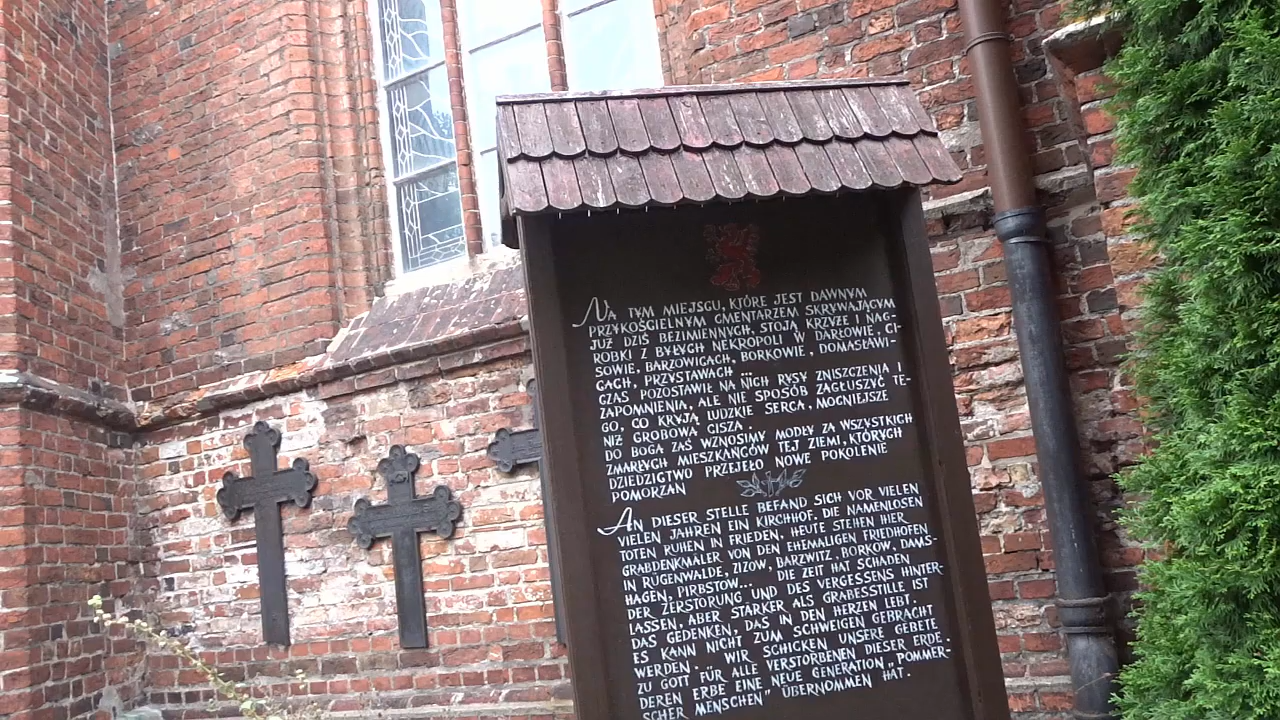 NA TYM MIEJSCU, KTÓRE JEST DAWNYM
PRZYKOŚCIELNYM CMENTARZEM SKRYWAJĄCYM
JUŻ DZIŚ BEZIMIENNYCH, STOJĄ KRZYŻE I NAG-
ROBKI Z BYŁYCH NEKROPOLI W DARŁOWIE, CI-
SOWIE, BARZOWICACH, BORKOWIE, DOMASŁAWI-
CACH, PRZYSTAWACH ...
CZAS POZOSTAWIŁ NA NICH RYSY ZNISZCZENIA I
ZAPOMNIENIA, ALE NIE SPOSÓB ZAGŁUSZYĆ TE-
GO, CO KRYJĄ LUDZKIE SERCA, MOCNIEJSZE
NIŻ GROBOWA CISZA.
DO BOGA ZAŚ WZNOSIMY MODŁY ZA WSZYSTKICH
ZMARŁYCH MIESZKAŃCÓW TEJ ZIEMI, KTÓRYCH
DZIEDZICTWO PRZEJĘŁO NOWE POKOLENIE
POMORZAN
AN DIESER STELLE BEFAND SICH VOR VIELEN
VIELEN JAHREN EIN KIRCHHOF. DIE NAMENLOSEN
TOTEN RUHEN IN FRIEDEN, HEUTE STEHEN HIER
GRABDENKMÄLER VON DEN EHEMALIGEN FRIEDHOFEN
IN RÜGENWALDE, ZIZOW, BARZWITZ, BORKOW, DAMS-
HAGEN, PIRBSTOW... DIE ZEIT HAT SCHADEN
DER ZERSTORUNG UND DES VERGESSENS HINTER-
LASSEN, ABER STÄRKER ALS GRABESSTILLE IST
DAS GEDENKEN, DAS IN DEN HERZEN LEBT.
ES KANN NICHT ZUM SCHWEIGEN GEBRACHT
WERDEN. WIR SCHICKEN UNSERE GEBETE
ZU GOTT FÜR ALLE VERSTORBENEN DIESER ERDE.
DEREN ERBE EINE NEUE GENERATION „POMMER-
SCHER MENSCHEN" ÜBERNOMMEN HAT.